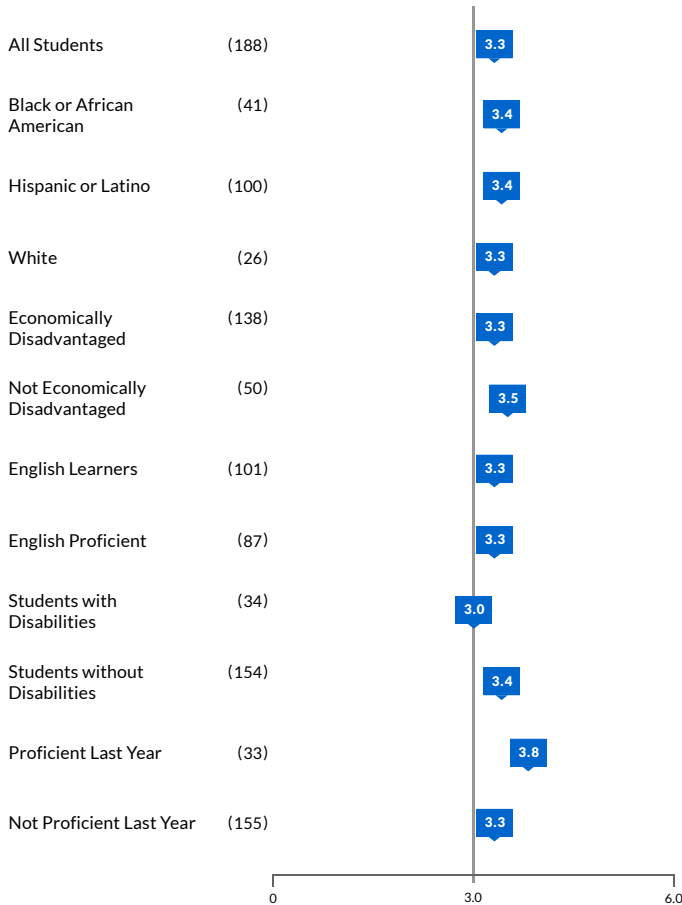 All Students (188) 3.3
Black or African (41)
American
3.4
Hispanic or Latino (100) 3.4
White (26) 3.3
Economically (138)
Disadvantaged
3.3
Not Economically (50)
Disadvantaged
3.5
English Learners (101) 3.3
English Proficient (87) 3.3
Students with (34)
Disabilities
3.0
Students without (154)
Disabilities
3.4
Proficient Last Year (33) 3.8
Not Proficient Last Year (155) 3.3
0 3.0 6.0